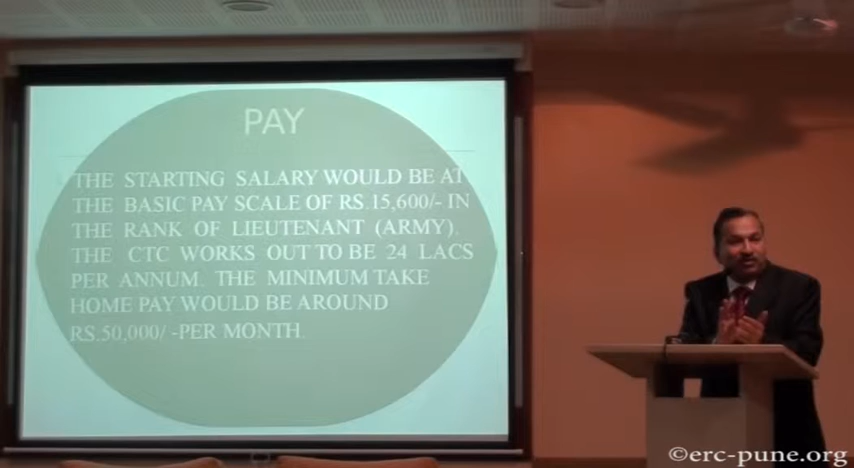 PAY
THE STARTING SALARY WOULD BE AT
THE BASIC PAY SCALE OF RS.15,600/- IN
THE RANK OF LIEUTENANT (ARMY).
THE CTC WORKS OUT TO BE 24 LACS
PER ANNUM. THE MINIMUM TAKE
HOME PAY WOULD BE AROUND
RS.50,000/ -PER MONTH.
©erc-pune.org